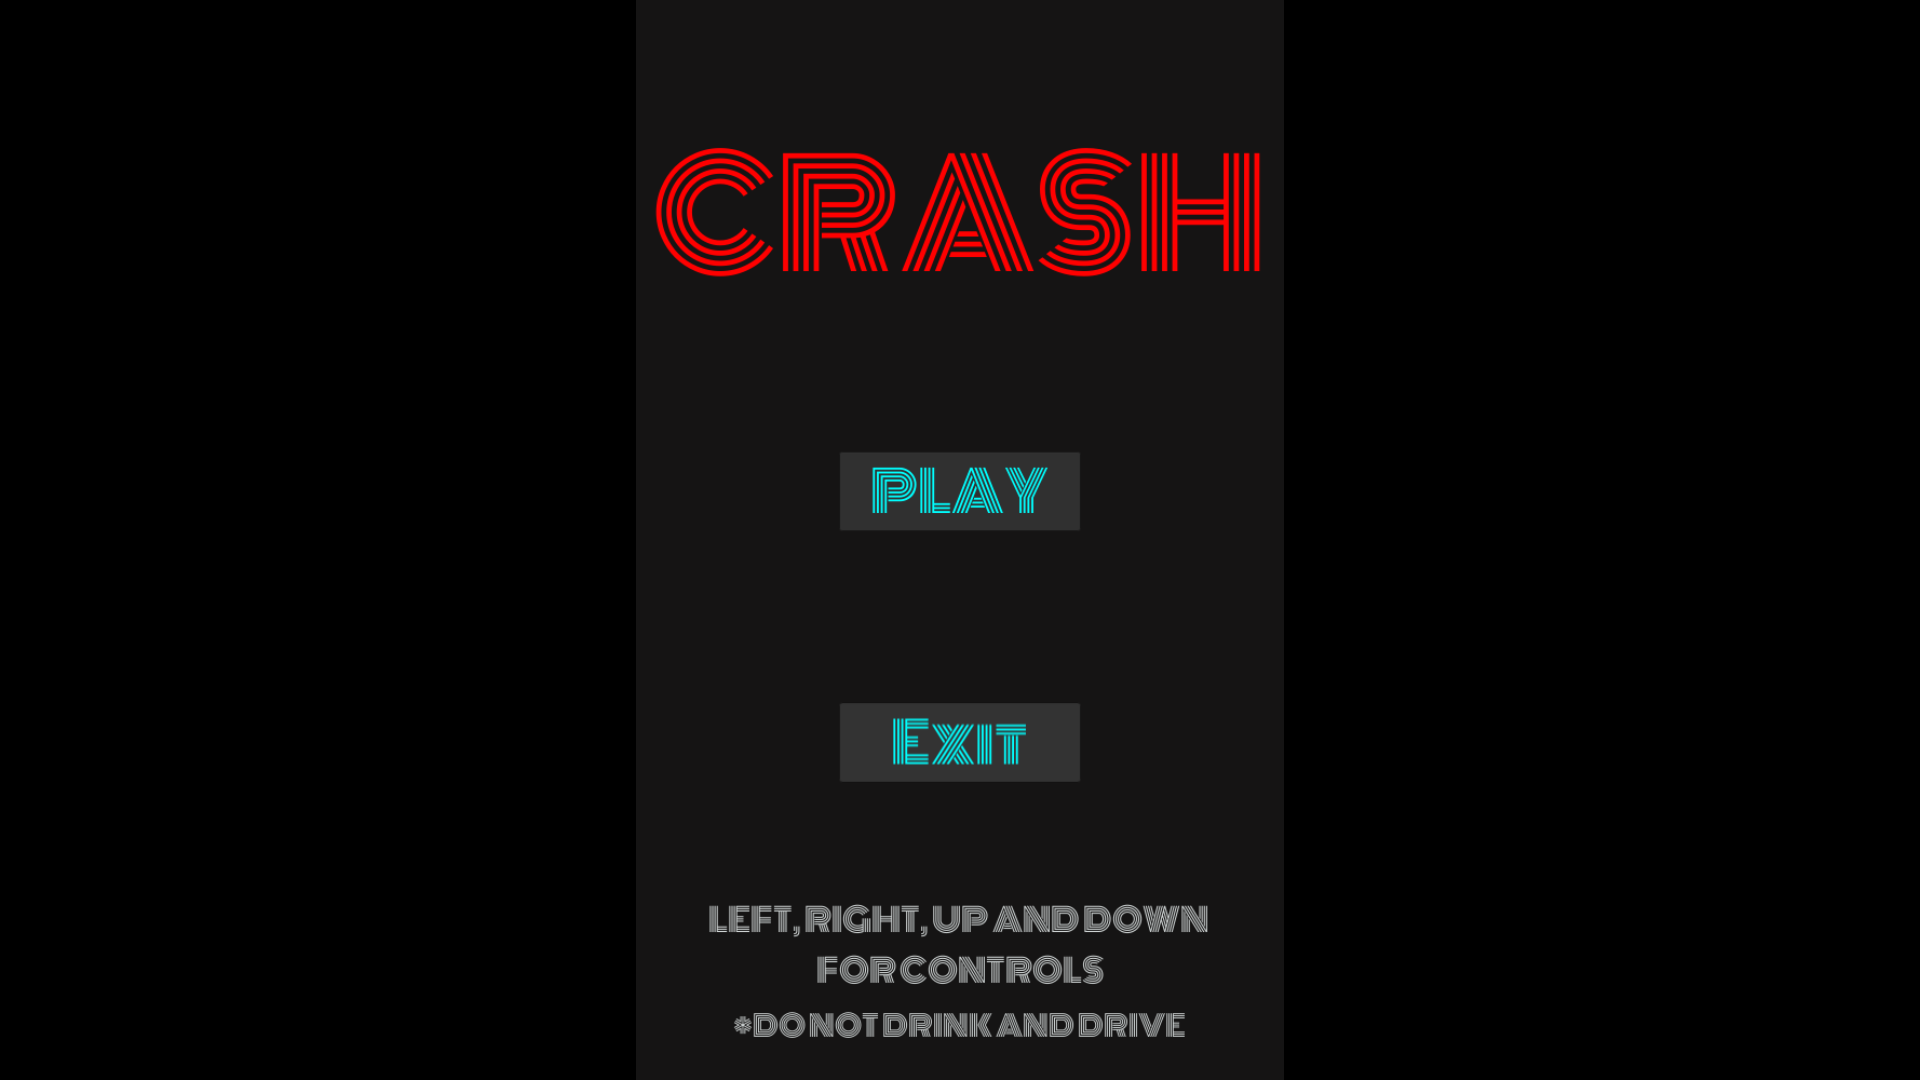 CRASH
PLAY
EXIT
LEFT, RIGHT, UP AND DOWN
FOR CONTROLS
*DO NOT DRINK AND DRIVE